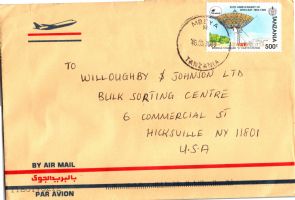 MBEYA
TANZANIA
TANZANIA
500/-
TO
WILLOUGHBY & JOHNSON LTD
BULK SORTING CENTRE
6 COMMERCIAL ST
HICKSVILLE NY 11801
U.S.A
BY AIR MAIL
بالبريد الجوي
PAR AVION